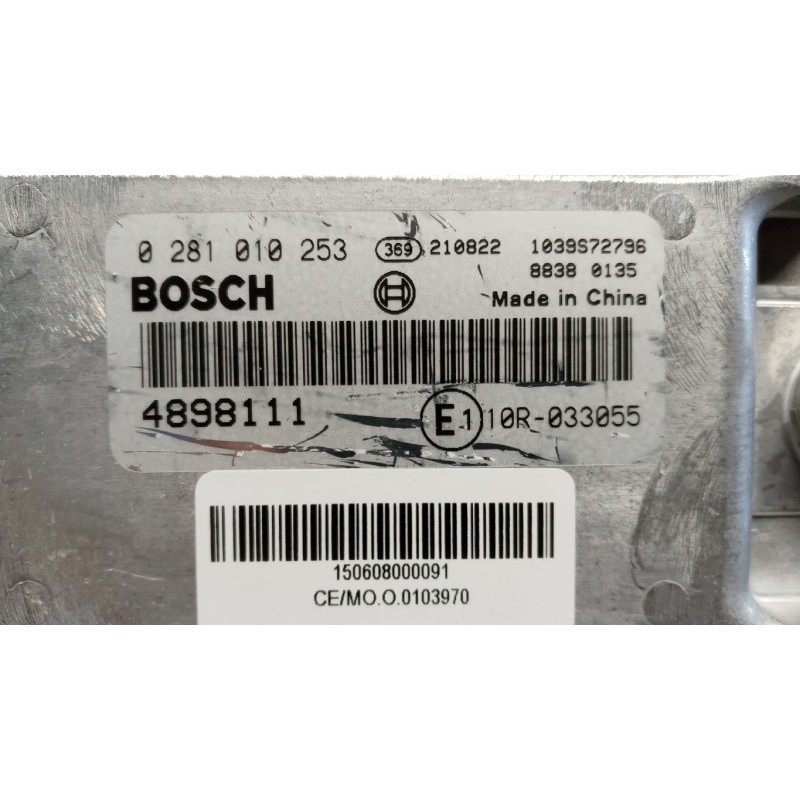 0 281 010 253 369 210822 1039S72796
8838 0135
BOSCH Made in China
4898111 E 1 10R-033055
150608000091
CE/MO.O.0103970